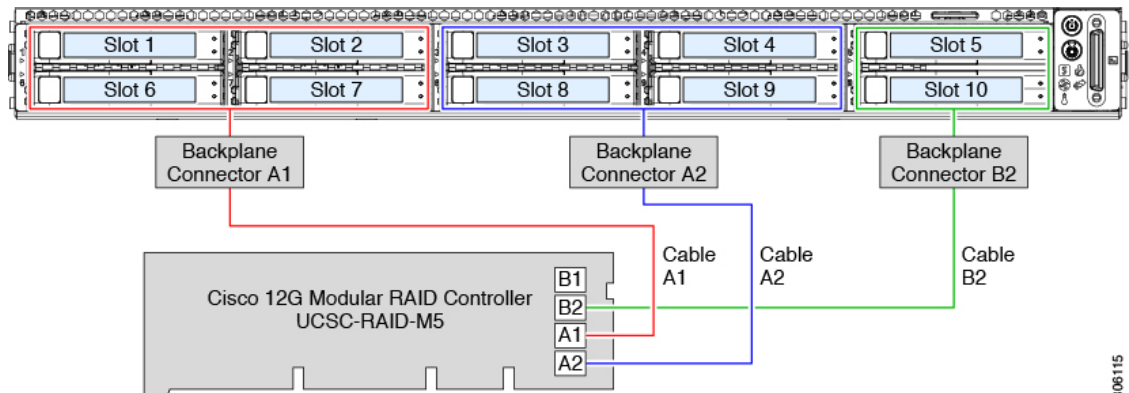 Slot 1
Slot 2
Slot 3
Slot 4
Slot 5
Slot 6
Slot 7
Slot 8
Slot 9
Slot 10
Backplane
Connector A1
Backplane
Connector A2
Backplane
Connector B2
Cable
A1
Cable
A2
Cable
B2
Cisco 12G Modular RAID Controller
UCSC-RAID-M5
B1
B2
A1
A2